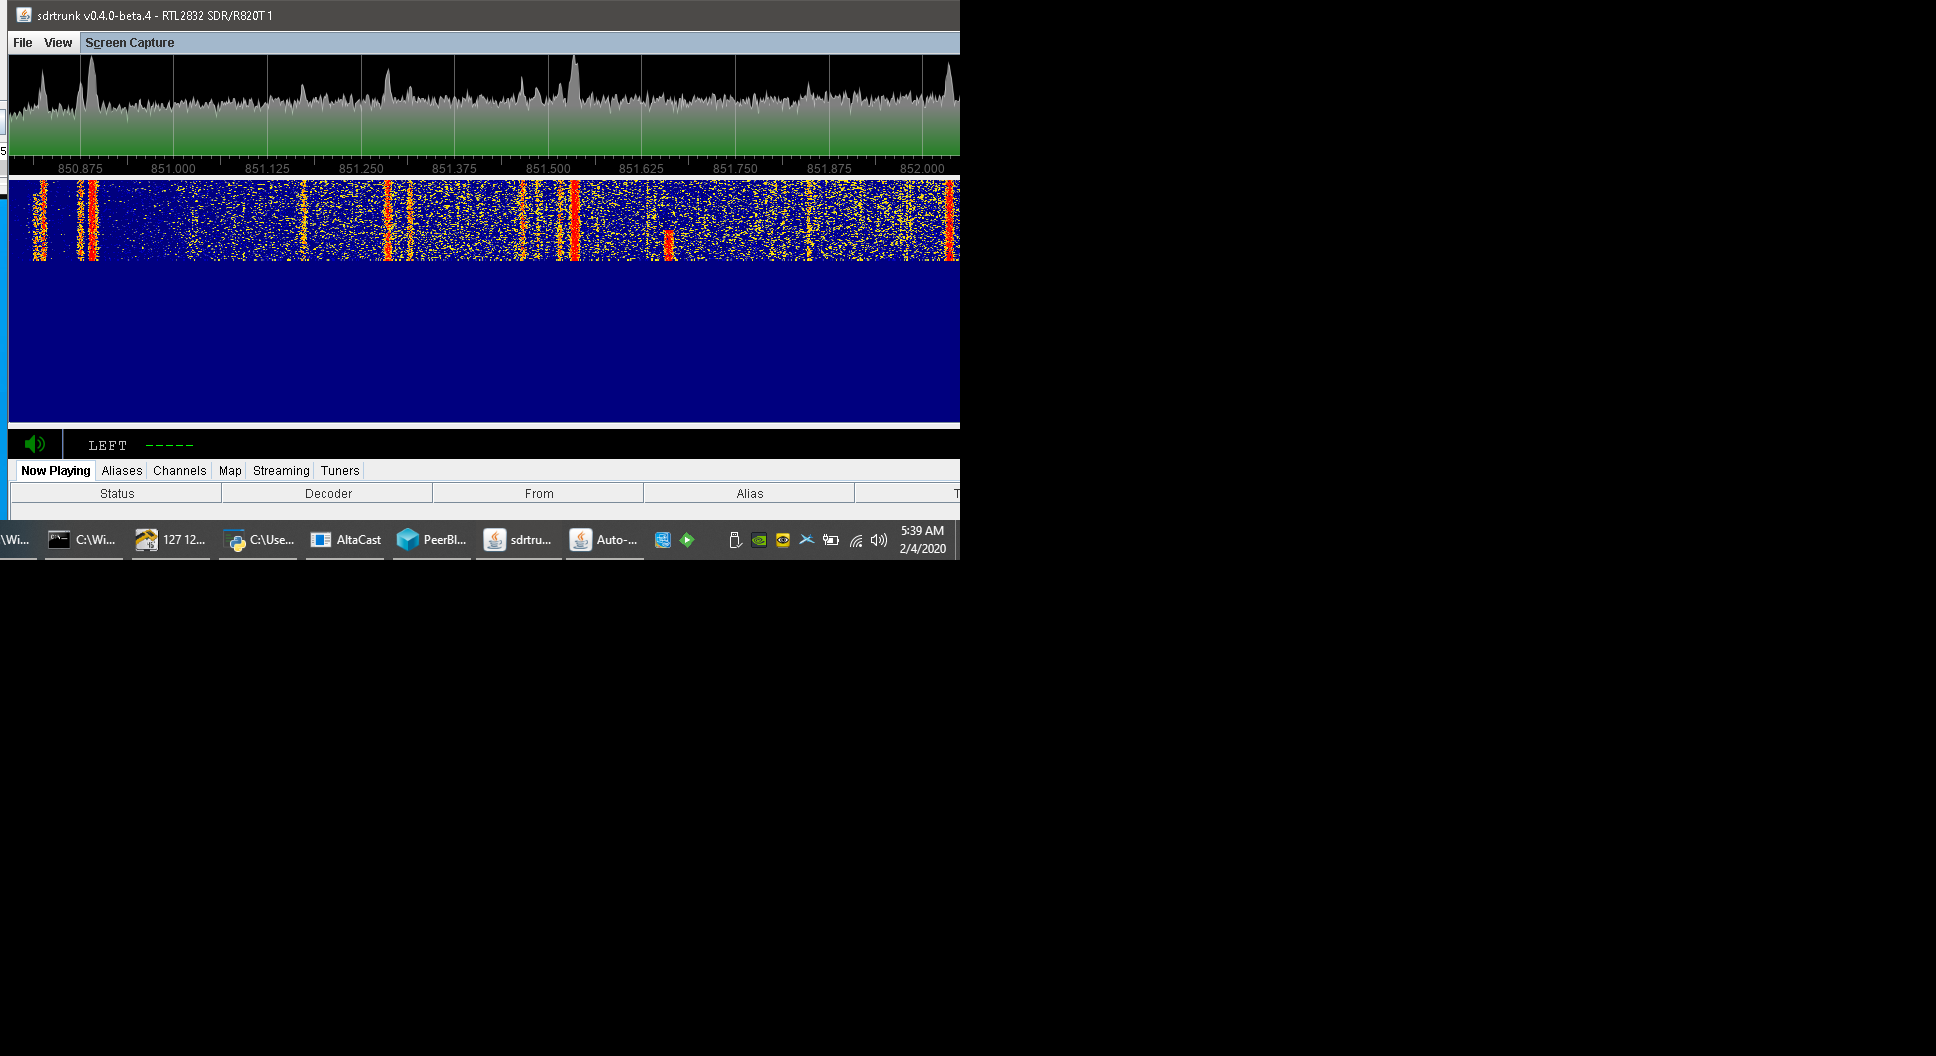 sdrtrunk v0.4.0-beta.4 - RTL2832 SDR/R820T 1
File View Screen Capture
5
850.875 851.000 851.125 851.250 851.375 851.500 851.625 851.750 851.875 852.000
LEFT -----
Now Playing Aliases Channels Map Streaming Tuners
Status Decoder From Alias T
\Wi... C:\Wi... 127 12... C:\Use... AltaCast PeerBl... sdrtru... Auto-...
5:39 AM
2/4/2020